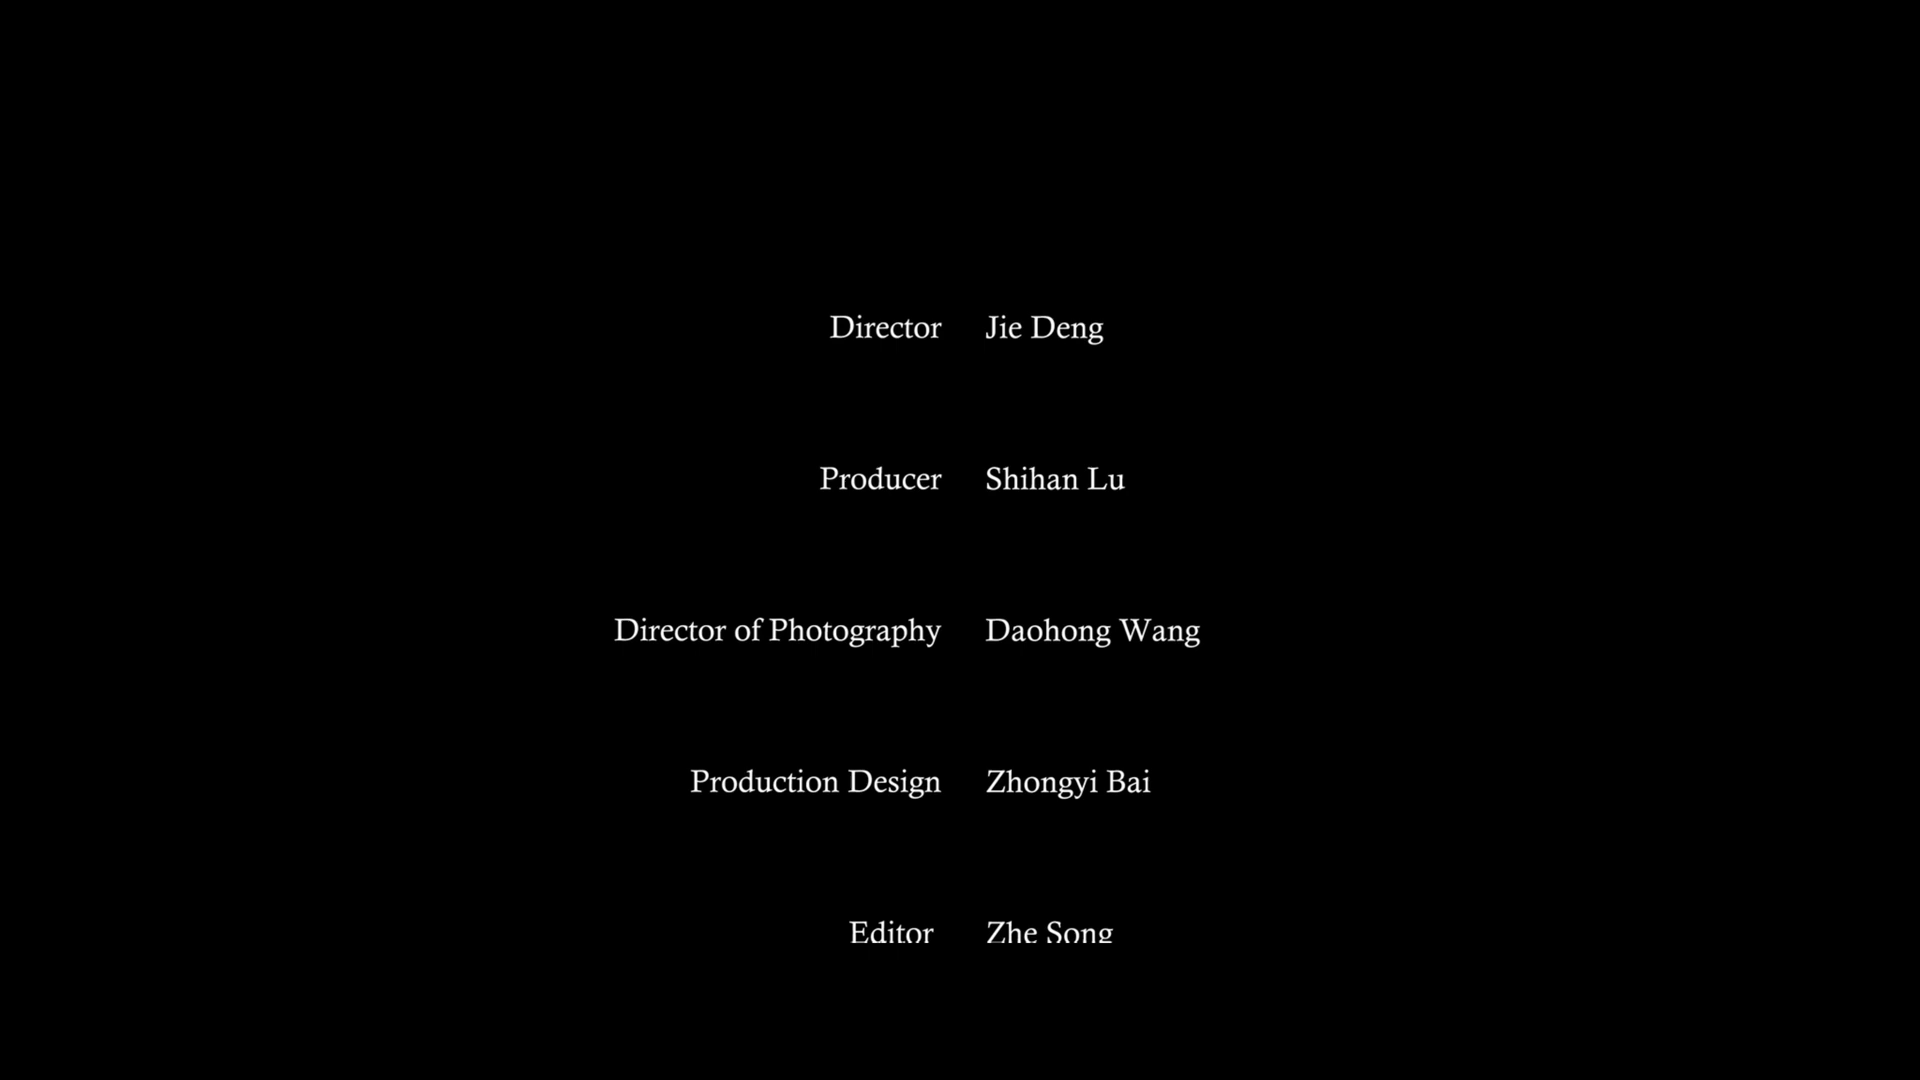 Director Jie Deng
Producer Shihan Lu
Director of Photography Daohong Wang
Production Design Zhongyi Bai
Editor Zhe Song